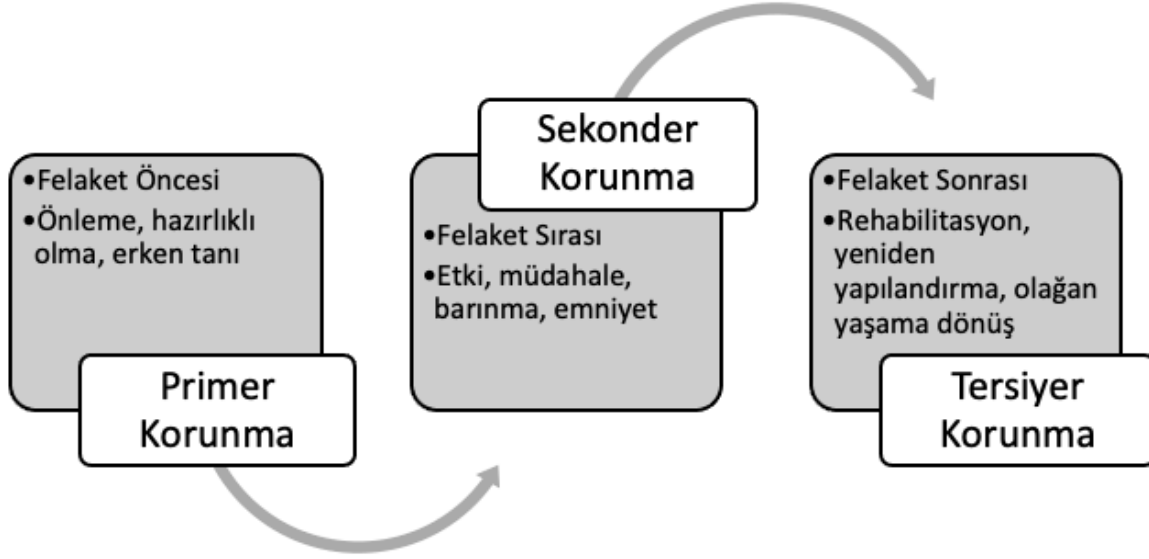 •Felaket Öncesi
•Önleme, hazırlıklı
olma, erken tanı
Primer
Korunma
Sekonder
Korunma
•Felaket Sırası
•Etki, müdahale,
barınma, emniyet
•Felaket Sonrası
•Rehabilitasyon,
yeniden
yapılandırma, olağan
yaşama dönüş
Tersiyer
Korunma